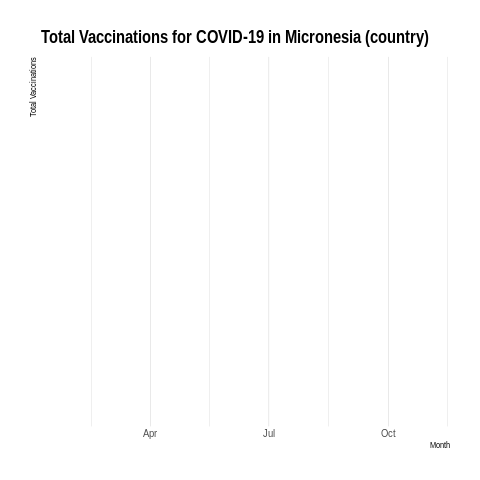 Total Vaccinations for COVID-19 in Micronesia (country)
Total Vaccinations
Apr
Jul
Oct
Month